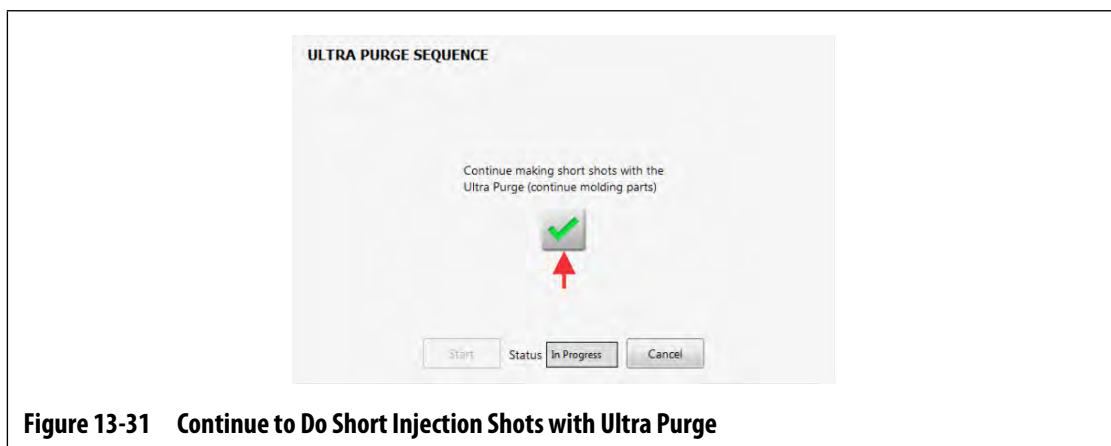 ULTRA PURGE SEQUENCE
Continue making short shots with the
Ultra Purge (continue molding parts)
Start Status In Progress Cancel
Figure 13-31 Continue to Do Short Injection Shots with Ultra Purge